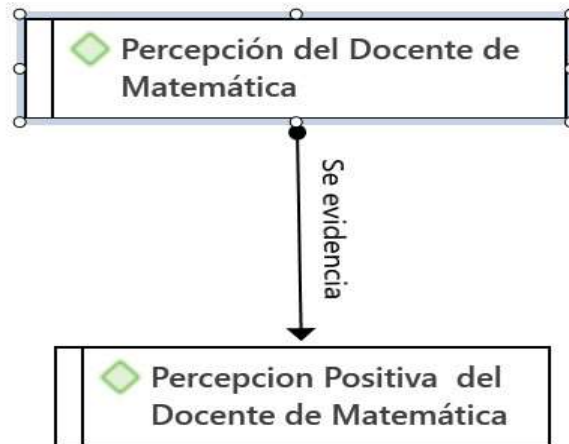 Percepción del Docente de
Matemática
Se evidencia
Percepcion Positiva del
Docente de Matemática